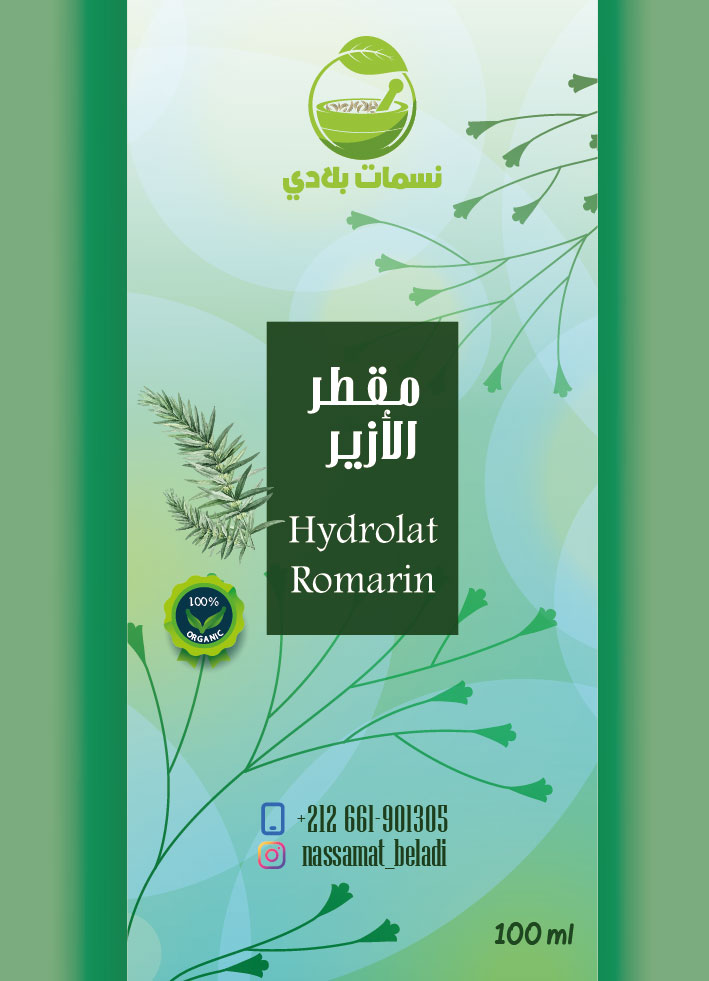 نسمات بلادي
مقطر
الأزير
Hydrolat
Romarin
100%
ORGANIC
+212 661-901305
nassamat_beladi
100 ml